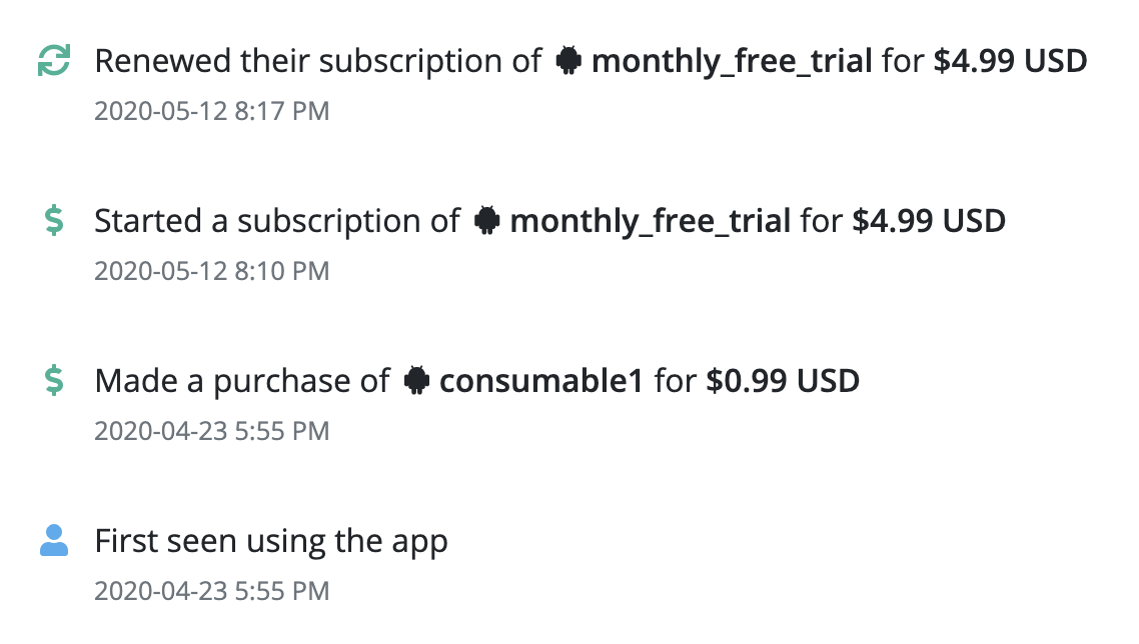 Renewed their subscription of monthly_free_trial for $4.99 USD
2020-05-12 8:17 PM
Started a subscription of monthly_free_trial for $4.99 USD
2020-05-12 8:10 PM
Made a purchase of consumable1 for $0.99 USD
2020-04-23 5:55 PM
First seen using the app
2020-04-23 5:55 PM